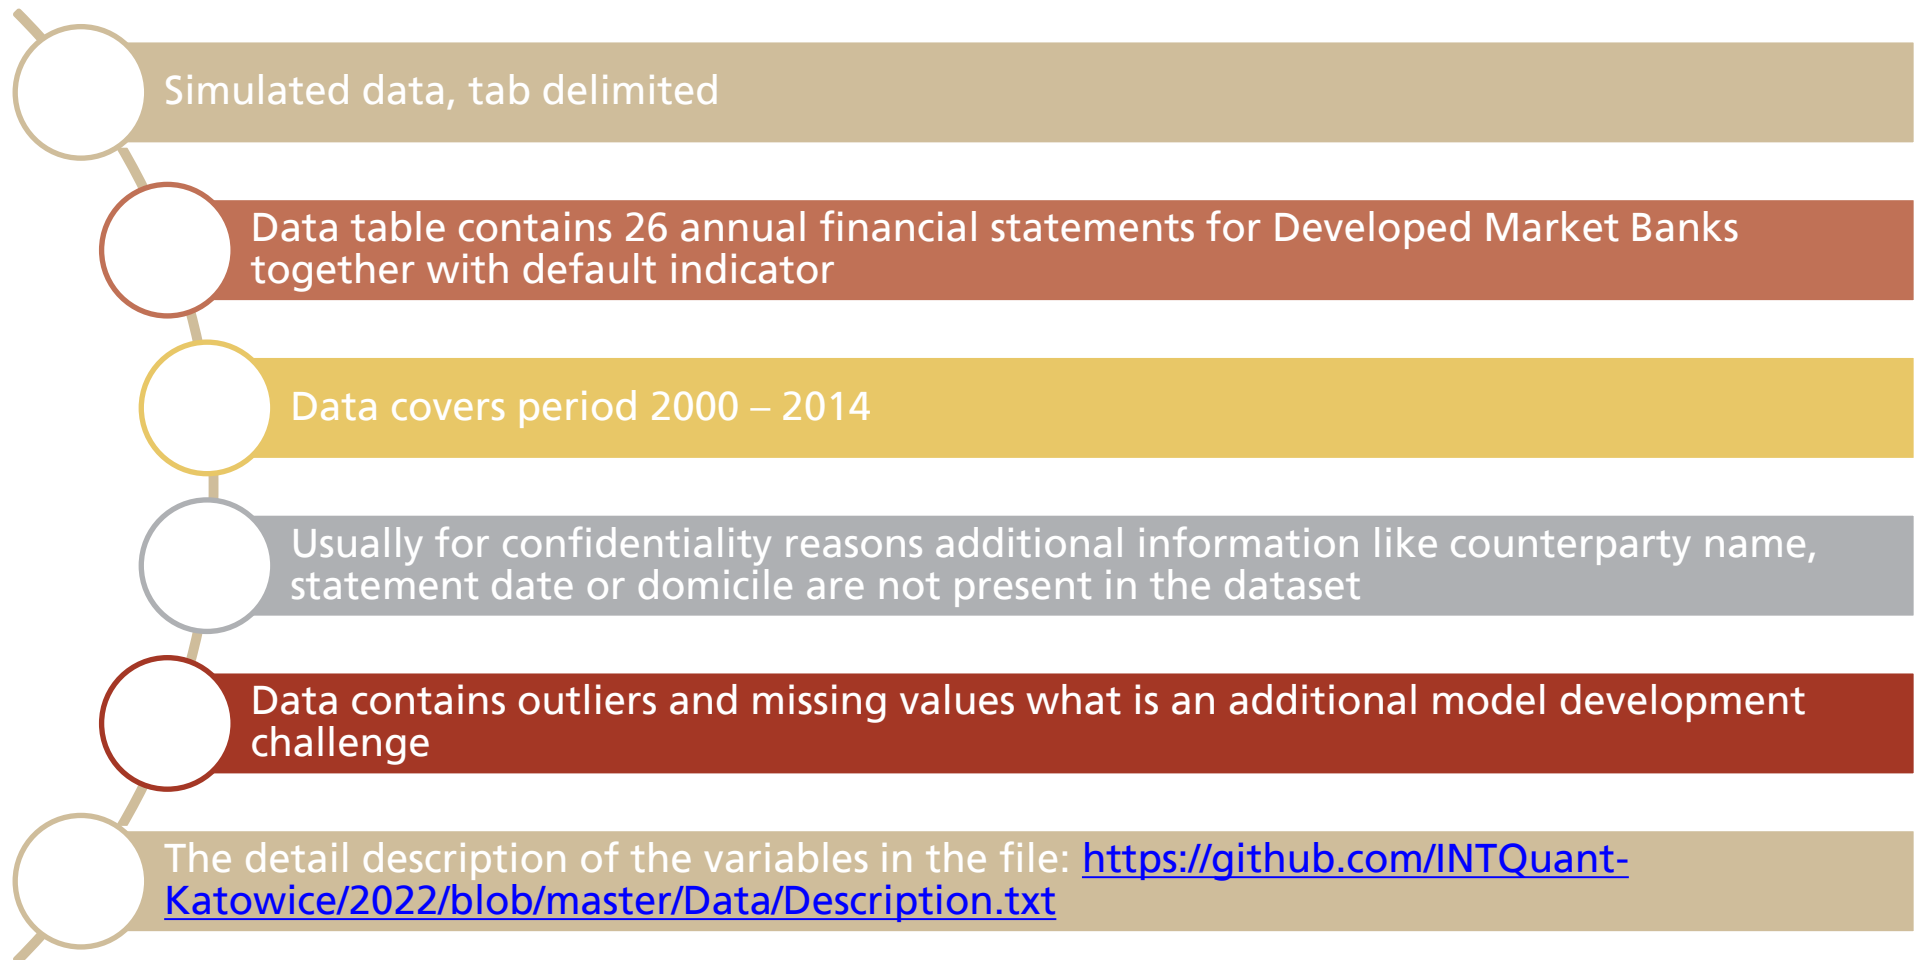 Simulated data, tab delimited
Data table contains 26 annual financial statements for Developed Market Banks
together with default indicator
Data covers period 2000 – 2014
Usually for confidentiality reasons additional information like counterparty name,
statement date or domicile are not present in the dataset
Data contains outliers and missing values what is an additional model development
challenge
The detail description of the variables in the file: https://github.com/INTQuant-
Katowice/2022/blob/master/Data/Description.txt